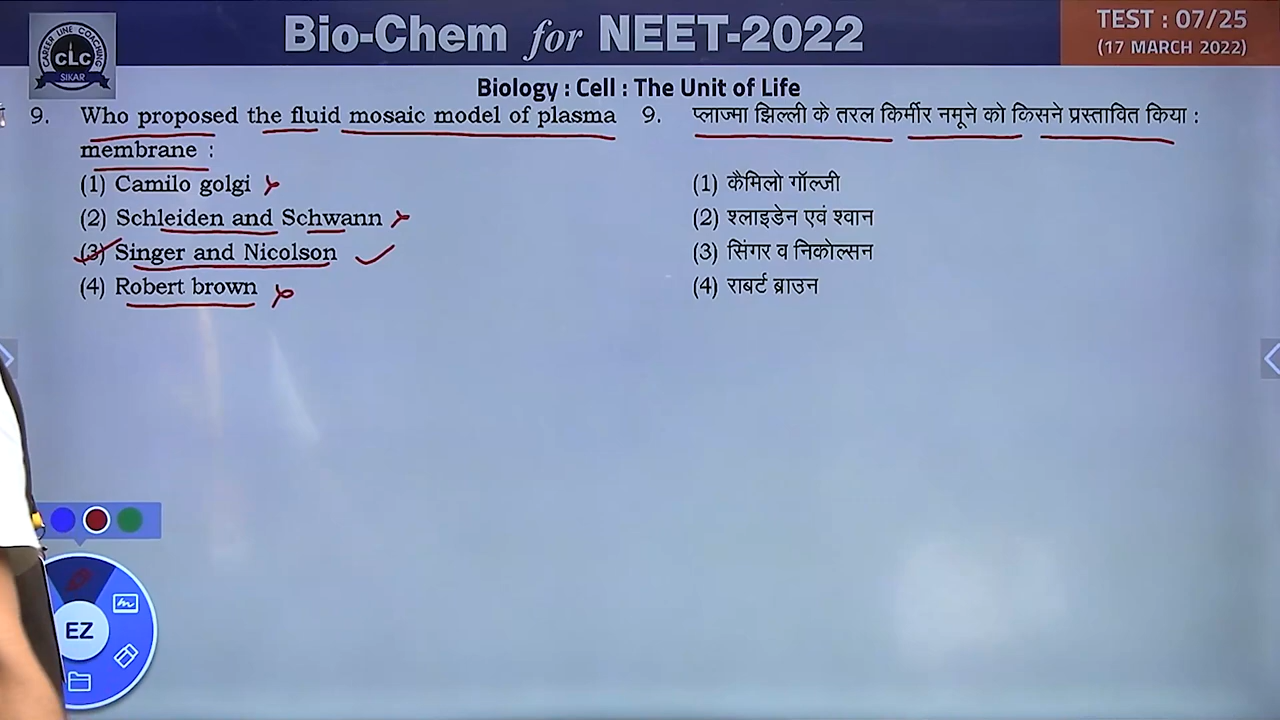 CAREER LINE COACHING
CLC
SIKAR
Bio-Chem for NEET-2022
TEST : 07/25
(17 MARCH 2022)
Biology : Cell : The Unit of Life
9. Who proposed the fluid mosaic model of plasma
membrane :
(1) Camilo golgi
(2) Schleiden and Schwann
(3) Singer and Nicolson
(4) Robert brown
9. प्लाज्मा झिल्ली के तरल किर्मीर नमूने को किसने प्रस्तावित किया :
(1) कैमिलो गॉल्जी
(2) श्लाइडेन एवं श्वान
(3) सिंगर व निकोल्सन
(4) राबर्ट ब्राउन
EZ